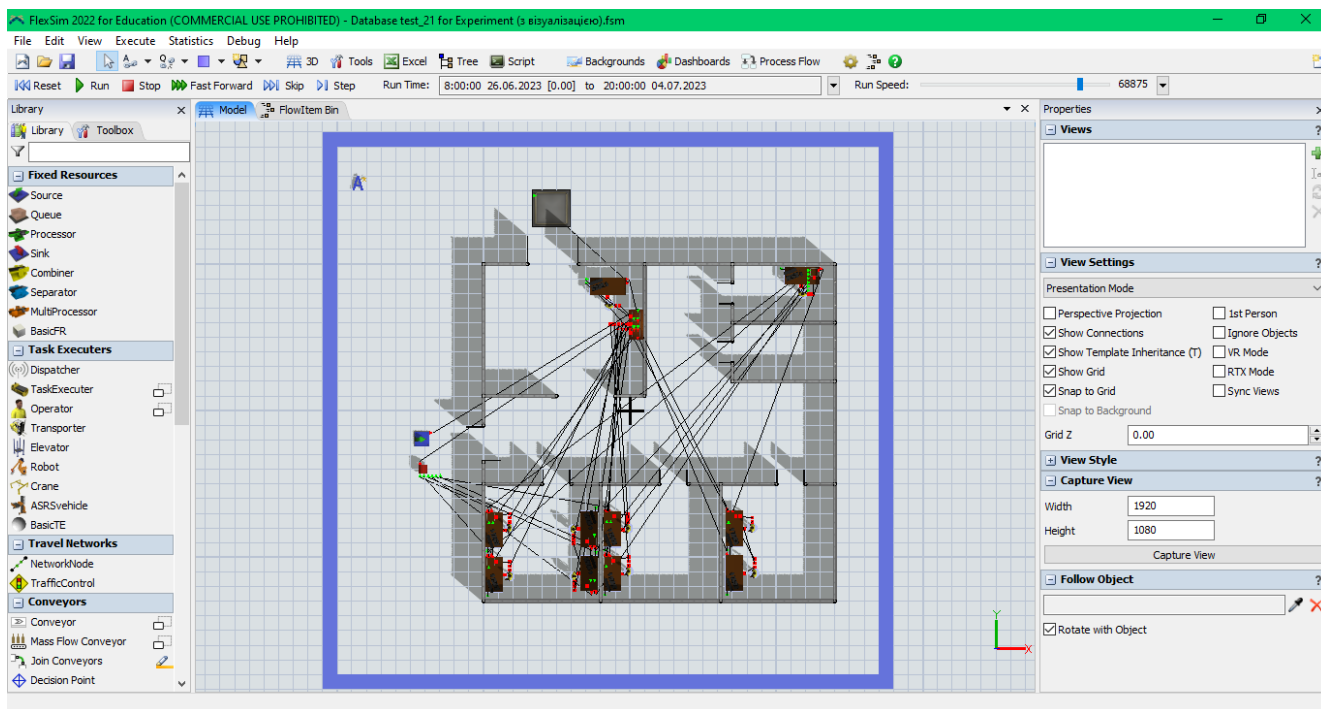 FlexSim 2022 for Education (COMMERCIAL USE PROHIBITED) - Database test_21 for Experiment (з візуалізацією).fsm
File Edit View Execute Statistics Debug Help
3D Tools Excel Tree Script Backgrounds Dashboards Process Flow
Reset Run Stop Fast Forward Skip Step Run Time: 8:00:00 26.06.2023 [0.00] to 20:00:00 04.07.2023 Run Speed: 68875
Library
Library Toolbox
Fixed Resources
Source
Queue
Processor
Sink
Combiner
Separator
MultiProcessor
BasicFR
Task Executers
Dispatcher
TaskExecuter
Operator
Transporter
Elevator
Robot
Crane
ASRSvehicle
BasicTE
Travel Networks
NetworkNode
TrafficControl
Conveyors
Conveyor
Mass Flow Conveyor
Join Conveyors
Decision Point
Model FlowItem Bin
A
Y
X
Properties
Views
View Settings
Presentation Mode
Perspective Projection 1st Person
Show Connections Ignore Objects
Show Template Inheritance (T) VR Mode
Show Grid RTX Mode
Snap to Grid Sync Views
Snap to Background
Grid Z 0.00
View Style
Capture View
Width 1920
Height 1080
Capture View
Follow Object
Rotate with Object